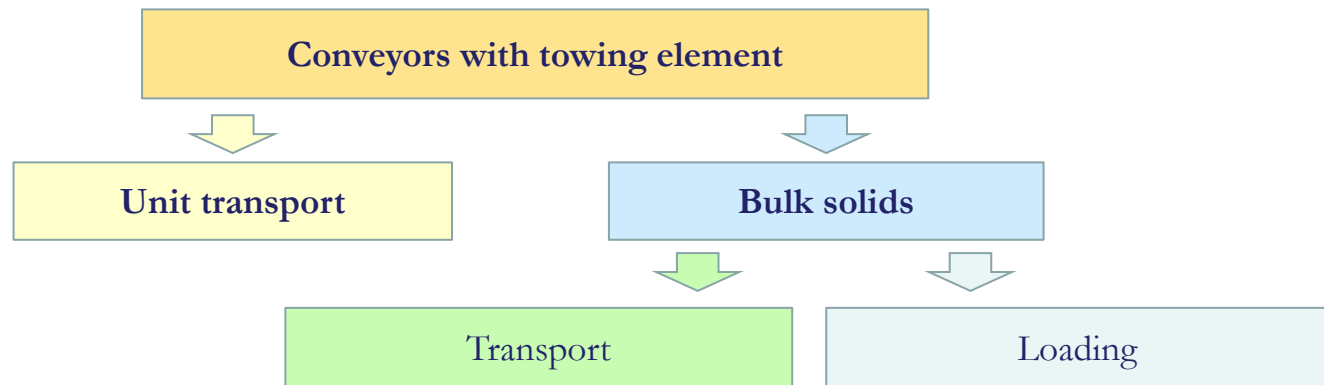 Conveyors with towing element
Unit transport
Bulk solids
Transport
Loading